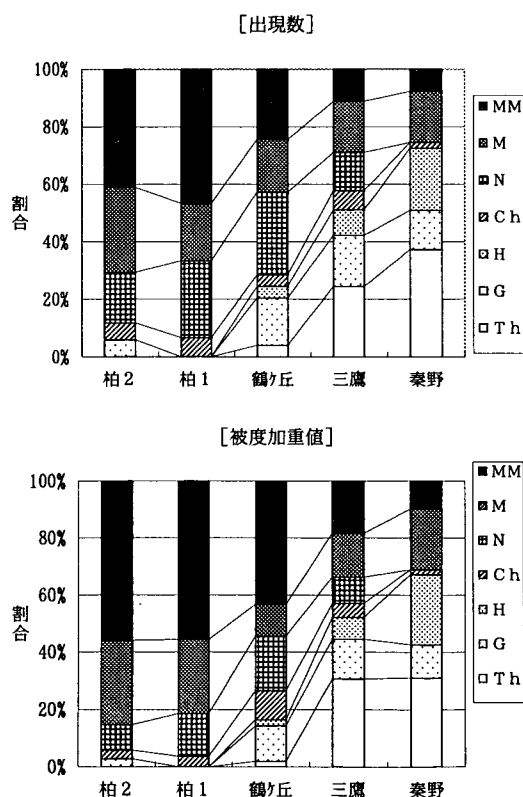 [出現数]
100%
80%
60%
40%
20%
0%
割合
柏2 柏1 鶴ケ丘 三鷹 秦野
MM
M
N
Ch
H
G
Th
[被度加重値]
100%
80%
60%
40%
20%
0%
割合
柏2 柏1 鶴ケ丘 三鷹 秦野
MM
M
N
Ch
H
G
Th